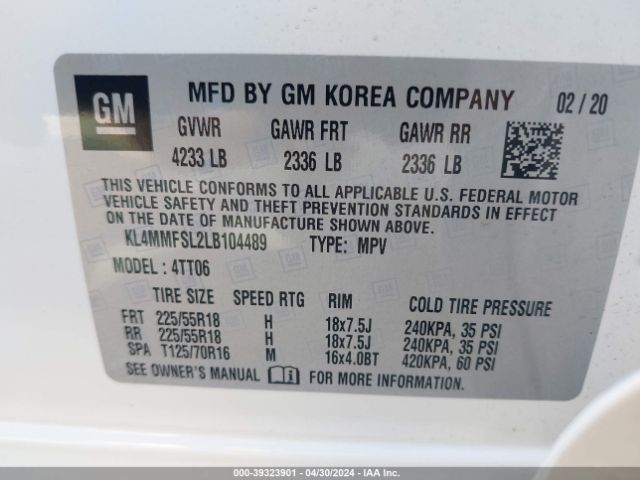 GM MFD BY GM KOREA COMPANY 02 / 20
GVWR GAWR FRT GAWR RR
4233 LB 2336 LB 2336 LB
THIS VEHICLE CONFORMS TO ALL APPLICABLE U.S. FEDERAL MOTOR
VEHICLE SAFETY AND THEFT PREVENTION STANDARDS IN EFFECT
ON THE DATE OF MANUFACTURE SHOWN ABOVE.
KL4MMFSL2LB104489 TYPE: MPV
MODEL : 4TT06
TIRE SIZE SPEED RTG RIM COLD TIRE PRESSURE
FRT 225/55R18 H 18x7.5J 240KPA, 35 PSI
RR 225/55R18 H 18x7.5J 240KPA, 35 PSI
SPA T125/70R16 M 16x4.0BT 420KPA, 60 PSI
SEE OWNER'S MANUAL FOR MORE INFORMATION.
000-39323901 - 04/30/2024 - IAA Inc.